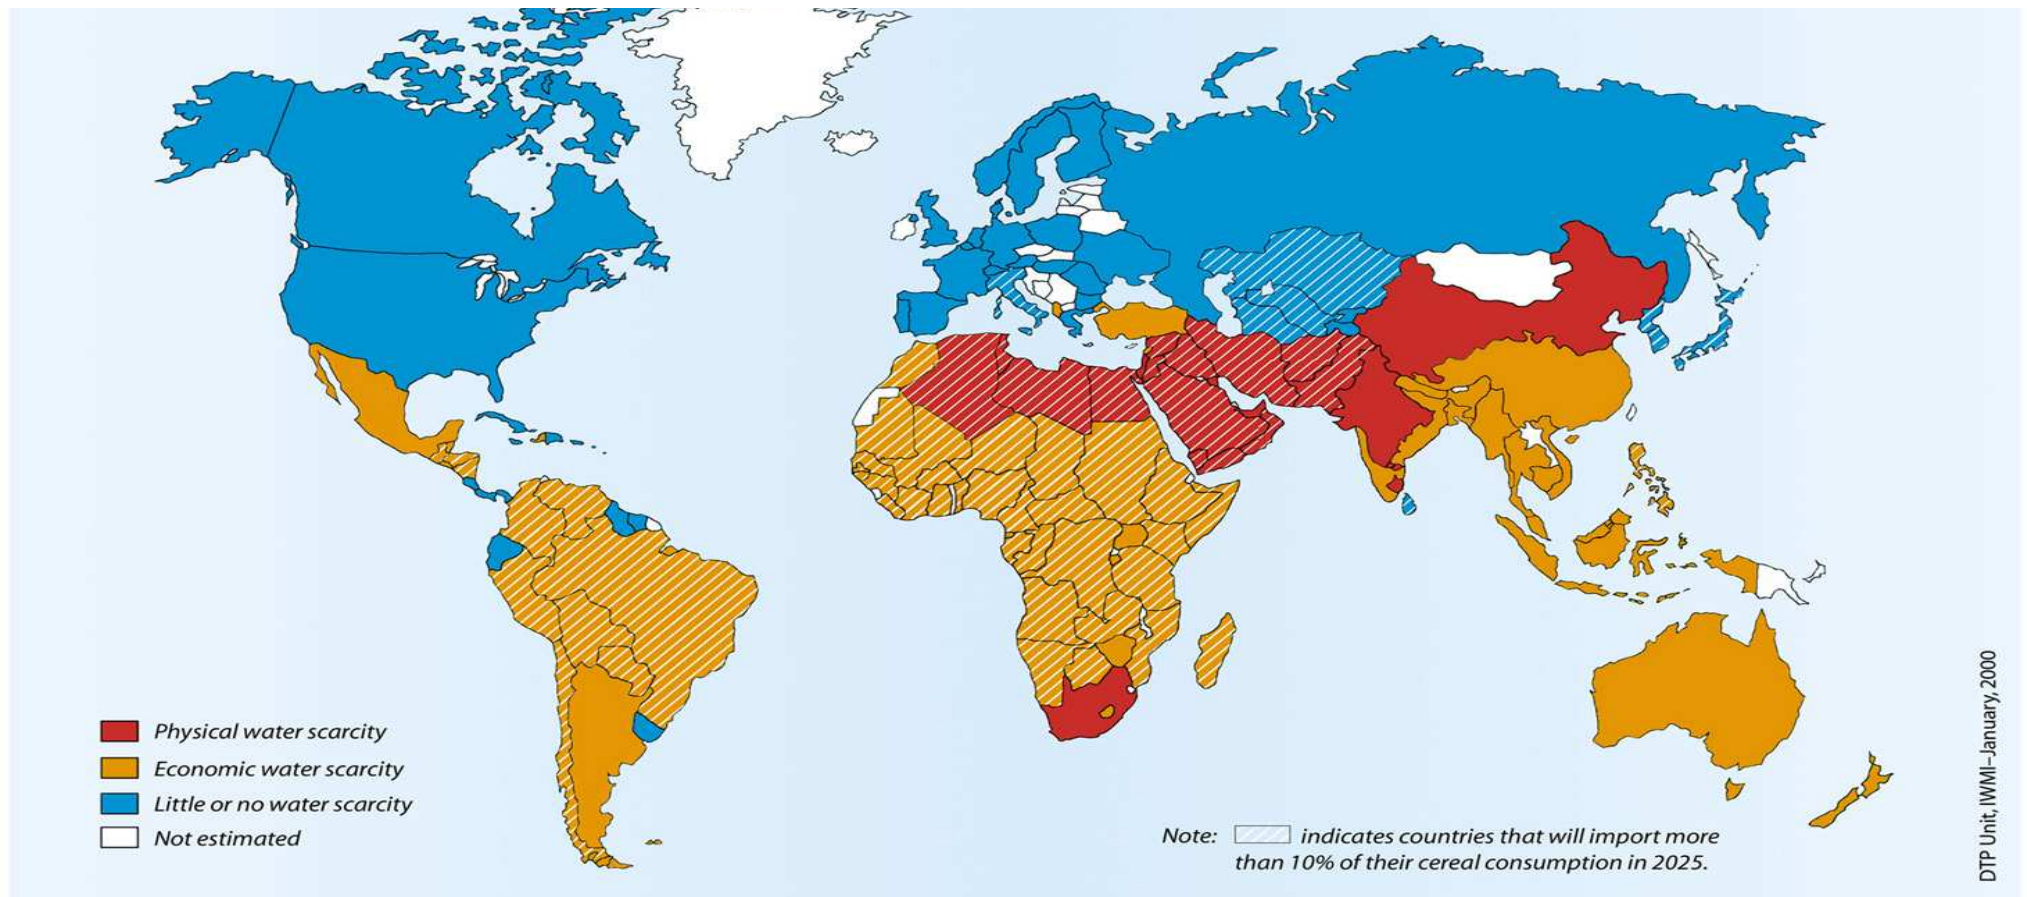 Physical water scarcity
Economic water scarcity
Little or no water scarcity
Not estimated
Note: indicates countries that will import more
than 10% of their cereal consumption in 2025.
DTP Unit, IWMI–January, 2000